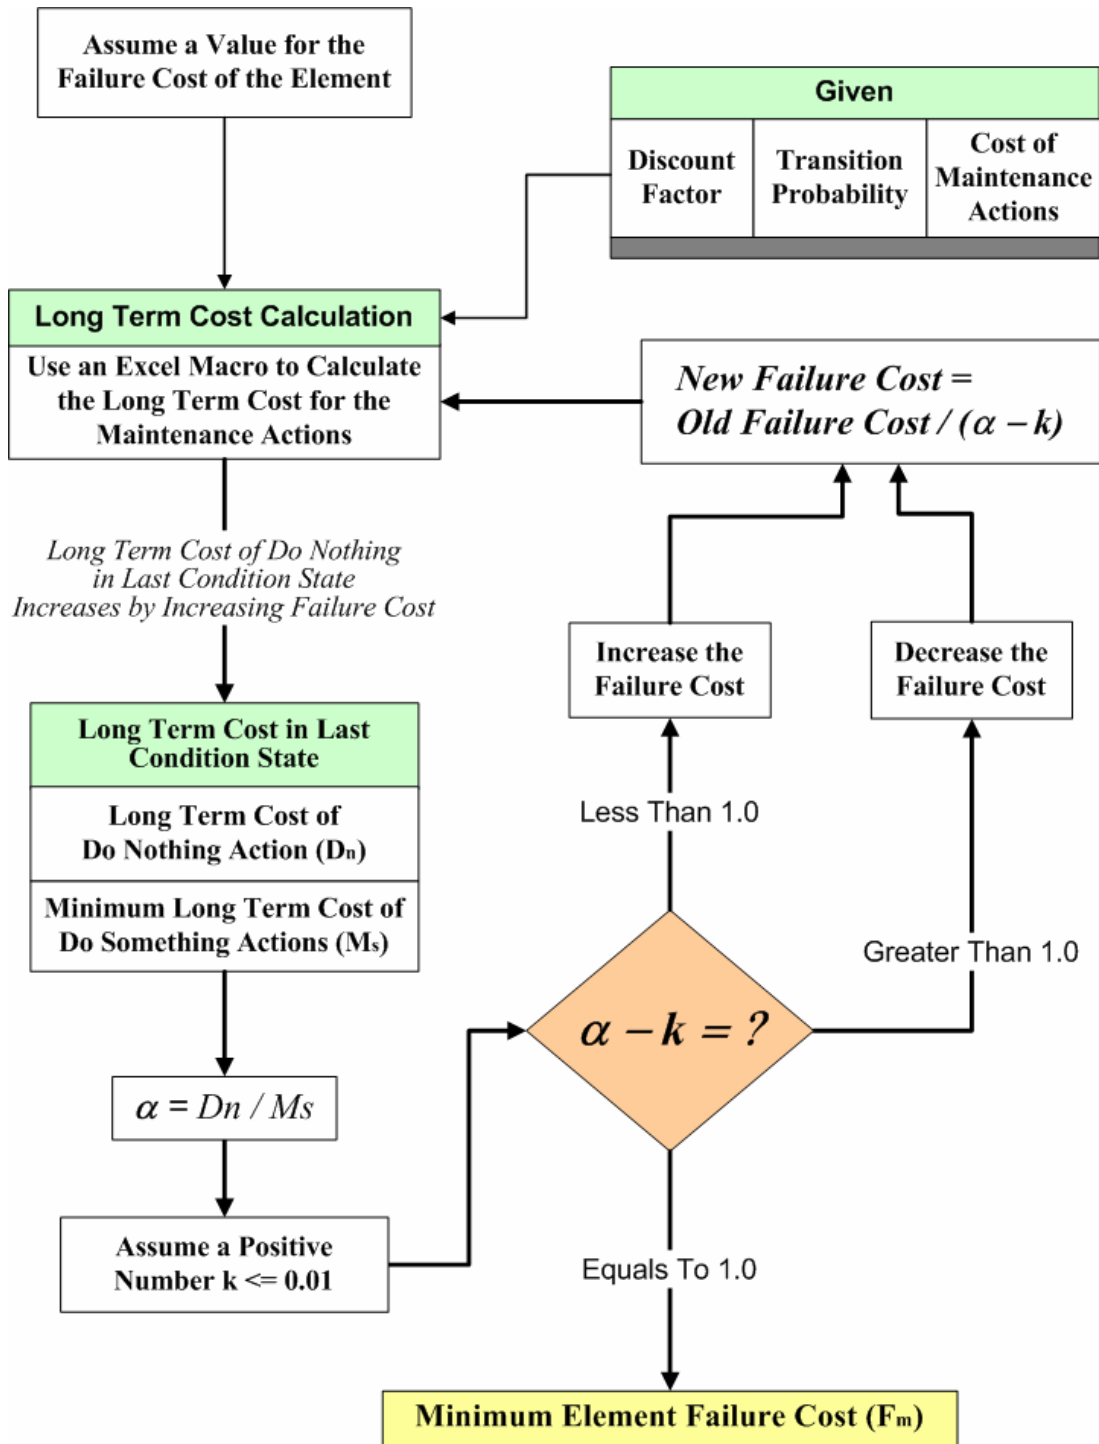 Assume a Value for the
Failure Cost of the Element
Given
Discount
Factor
Transition
Probability
Cost of
Maintenance
Actions
Long Term Cost Calculation
Use an Excel Macro to Calculate
the Long Term Cost for the
Maintenance Actions
New Failure Cost =
Old Failure Cost / (α – k)
Long Term Cost of Do Nothing
in Last Condition State
Increases by Increasing Failure Cost
Increase the
Failure Cost
Decrease the
Failure Cost
Long Term Cost in Last
Condition State
Long Term Cost of
Do Nothing Action (Dn)
Minimum Long Term Cost of
Do Something Actions (Ms)
Less Than 1.0
Greater Than 1.0
α – k = ?
α = Dn / Ms
Assume a Positive
Number k <= 0.01
Equals To 1.0
Minimum Element Failure Cost (Fm)